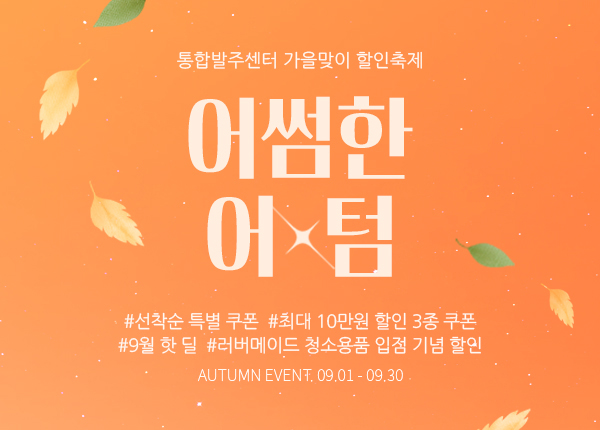 통합발주센터 가을맞이 할인축제
어썸한
어텀
#선착순 특별 쿠폰 #최대 10만원 할인 3종 쿠폰
#9월 핫 딜 #러버메이드 청소용품 입점 기념 할인
AUTUMN EVENT. 09.01 - 09.30